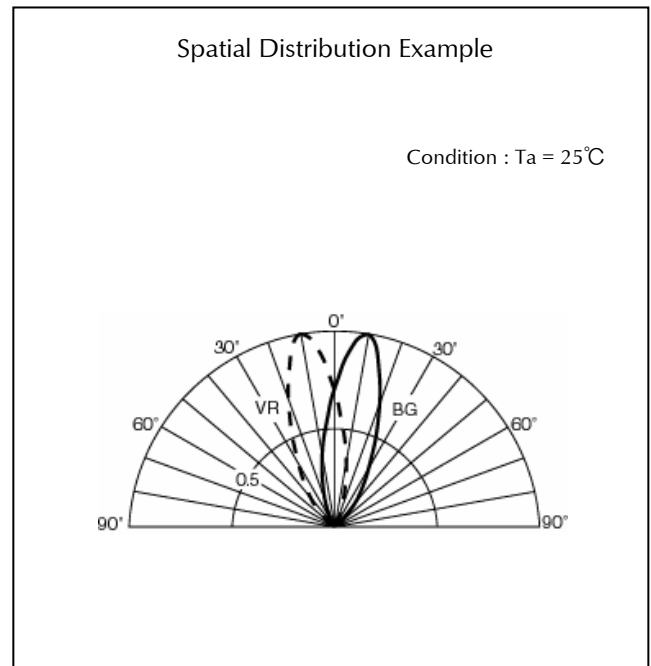 Spatial Distribution Example
Condition : Ta = 25℃
0°
30° 30°
VR BG
60° 60°
0.5
90° 90°